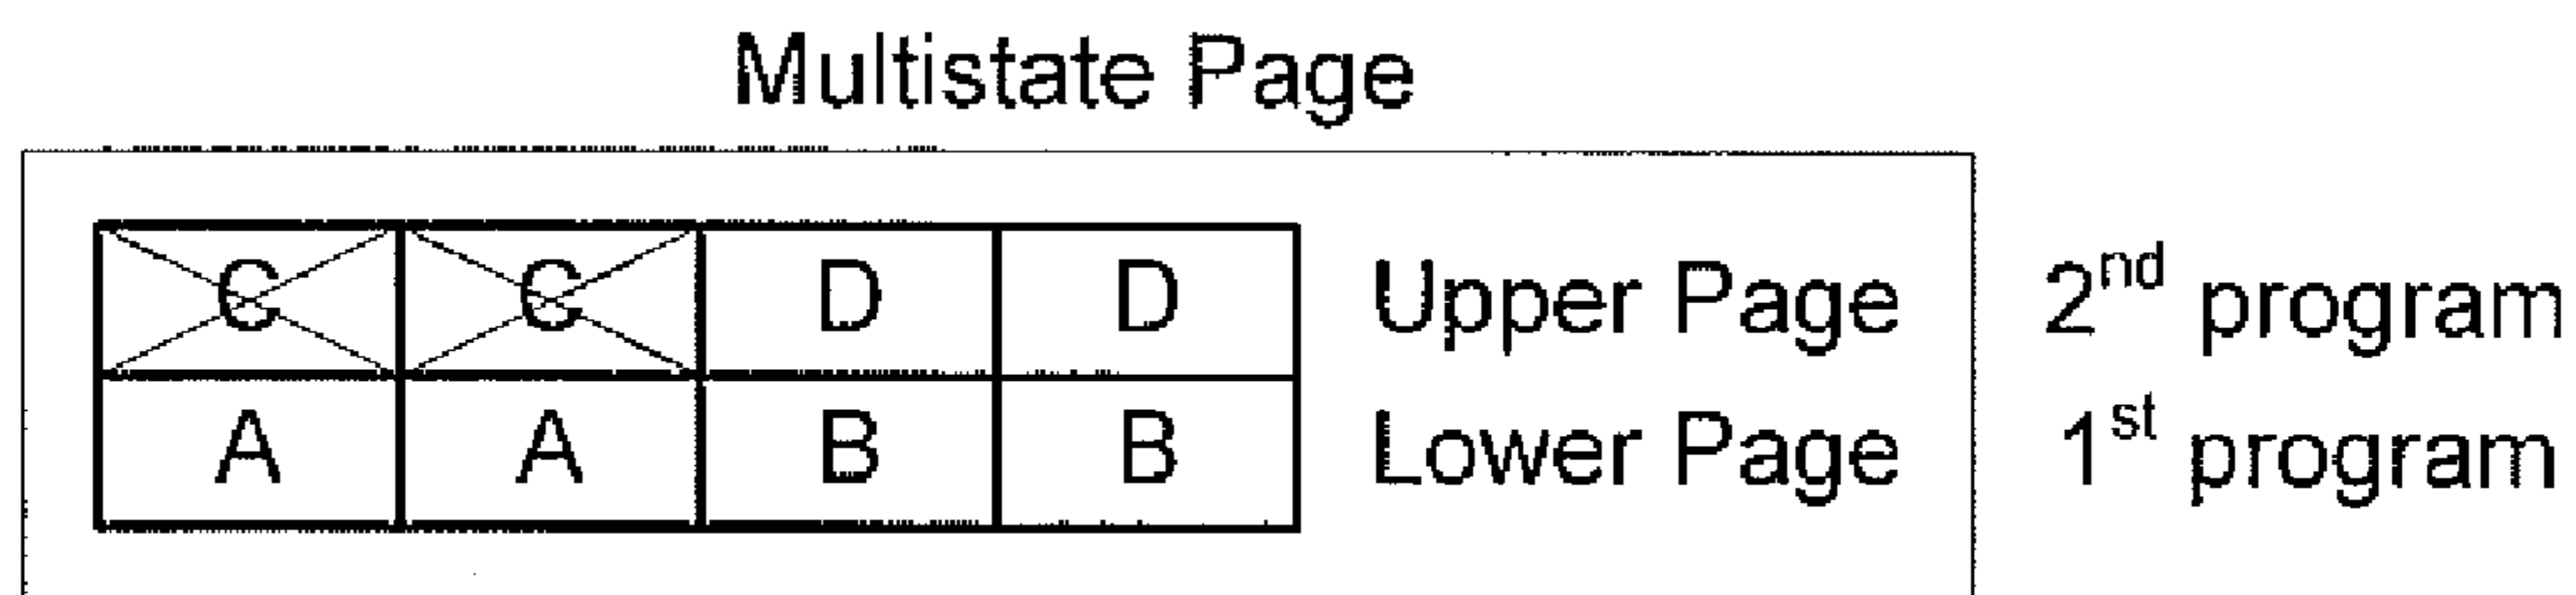 Multistate Page
C C D D Upper Page 2nd program
A A B B Lower Page 1st program